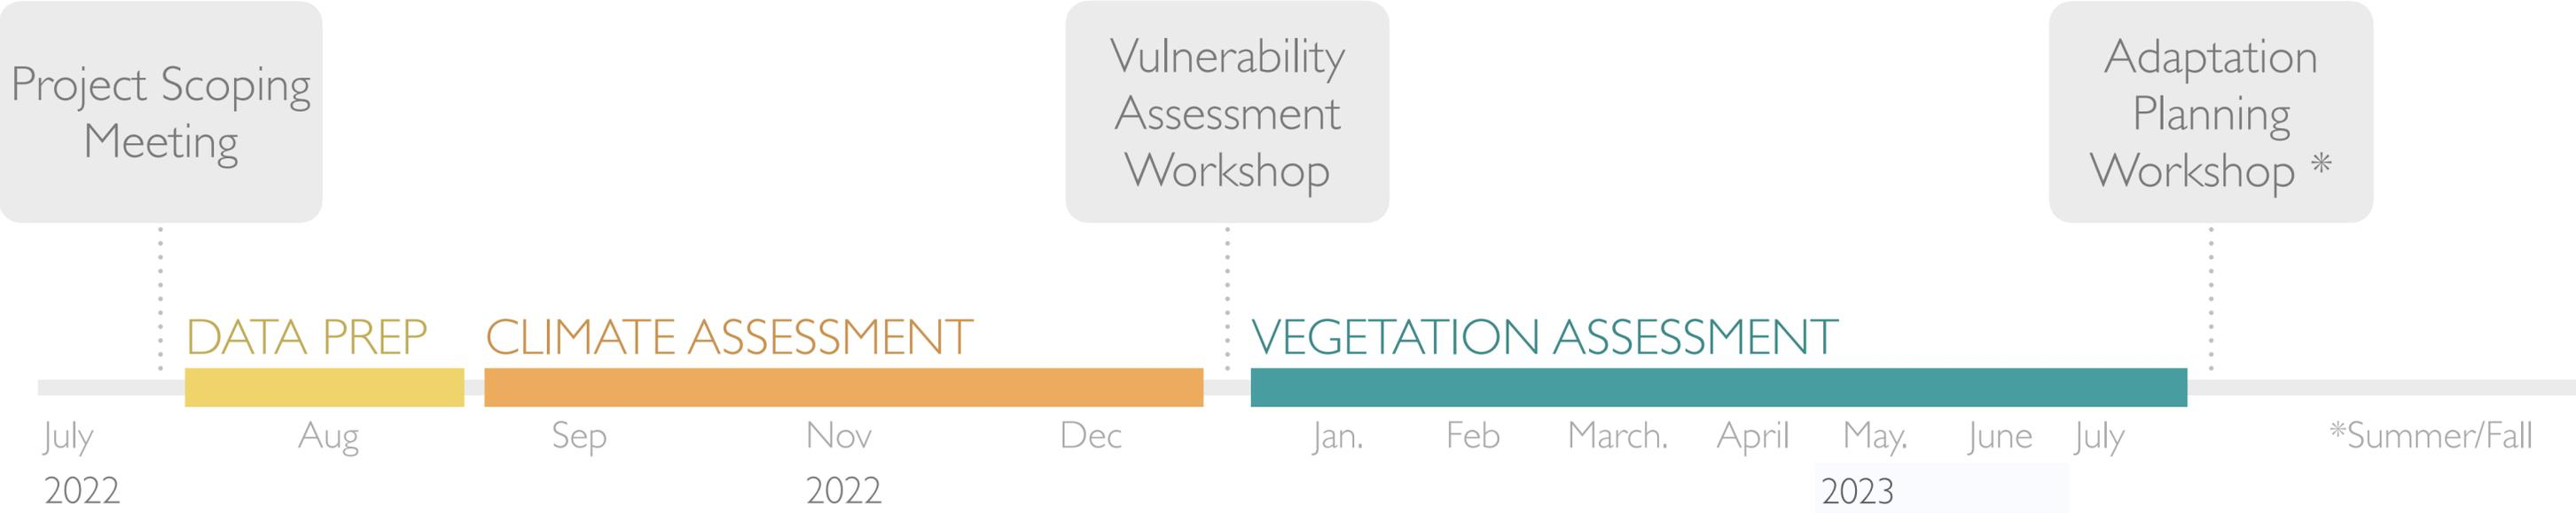 Project Scoping
Meeting
Vulnerability
Assessment
Workshop
Adaptation
Planning
Workshop *
DATA PREP
CLIMATE ASSESSMENT
VEGETATION ASSESSMENT
July
Aug
Sep
Nov
Dec
Jan.
Feb
March.
April
May.
June
July
*Summer/Fall
2022
2022
2023